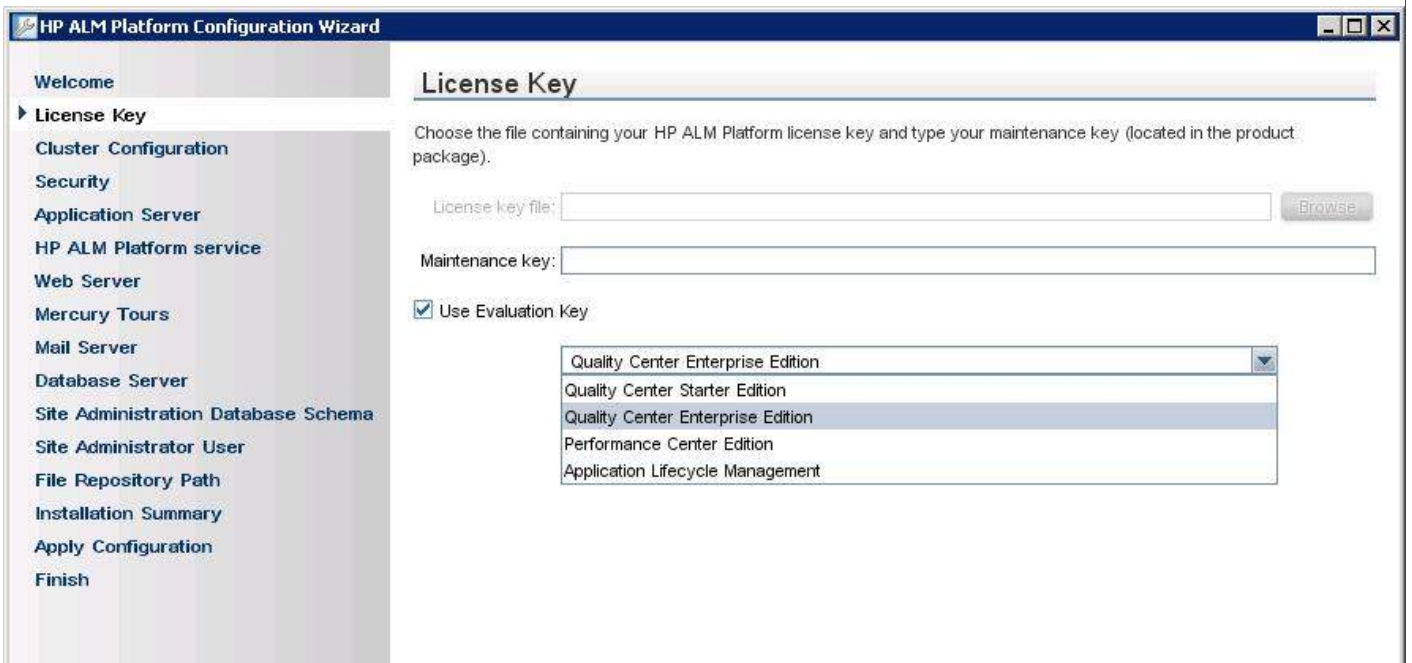 HP ALM Platform Configuration Wizard
Welcome
License Key
Cluster Configuration
Security
Application Server
HP ALM Platform service
Web Server
Mercury Tours
Mail Server
Database Server
Site Administration Database Schema
Site Administrator User
File Repository Path
Installation Summary
Apply Configuration
Finish
License Key
Choose the file containing your HP ALM Platform license key and type your maintenance key (located in the product
package).
License key file: Browse
Maintenance key:
Use Evaluation Key
Quality Center Enterprise Edition
Quality Center Starter Edition
Quality Center Enterprise Edition
Performance Center Edition
Application Lifecycle Management